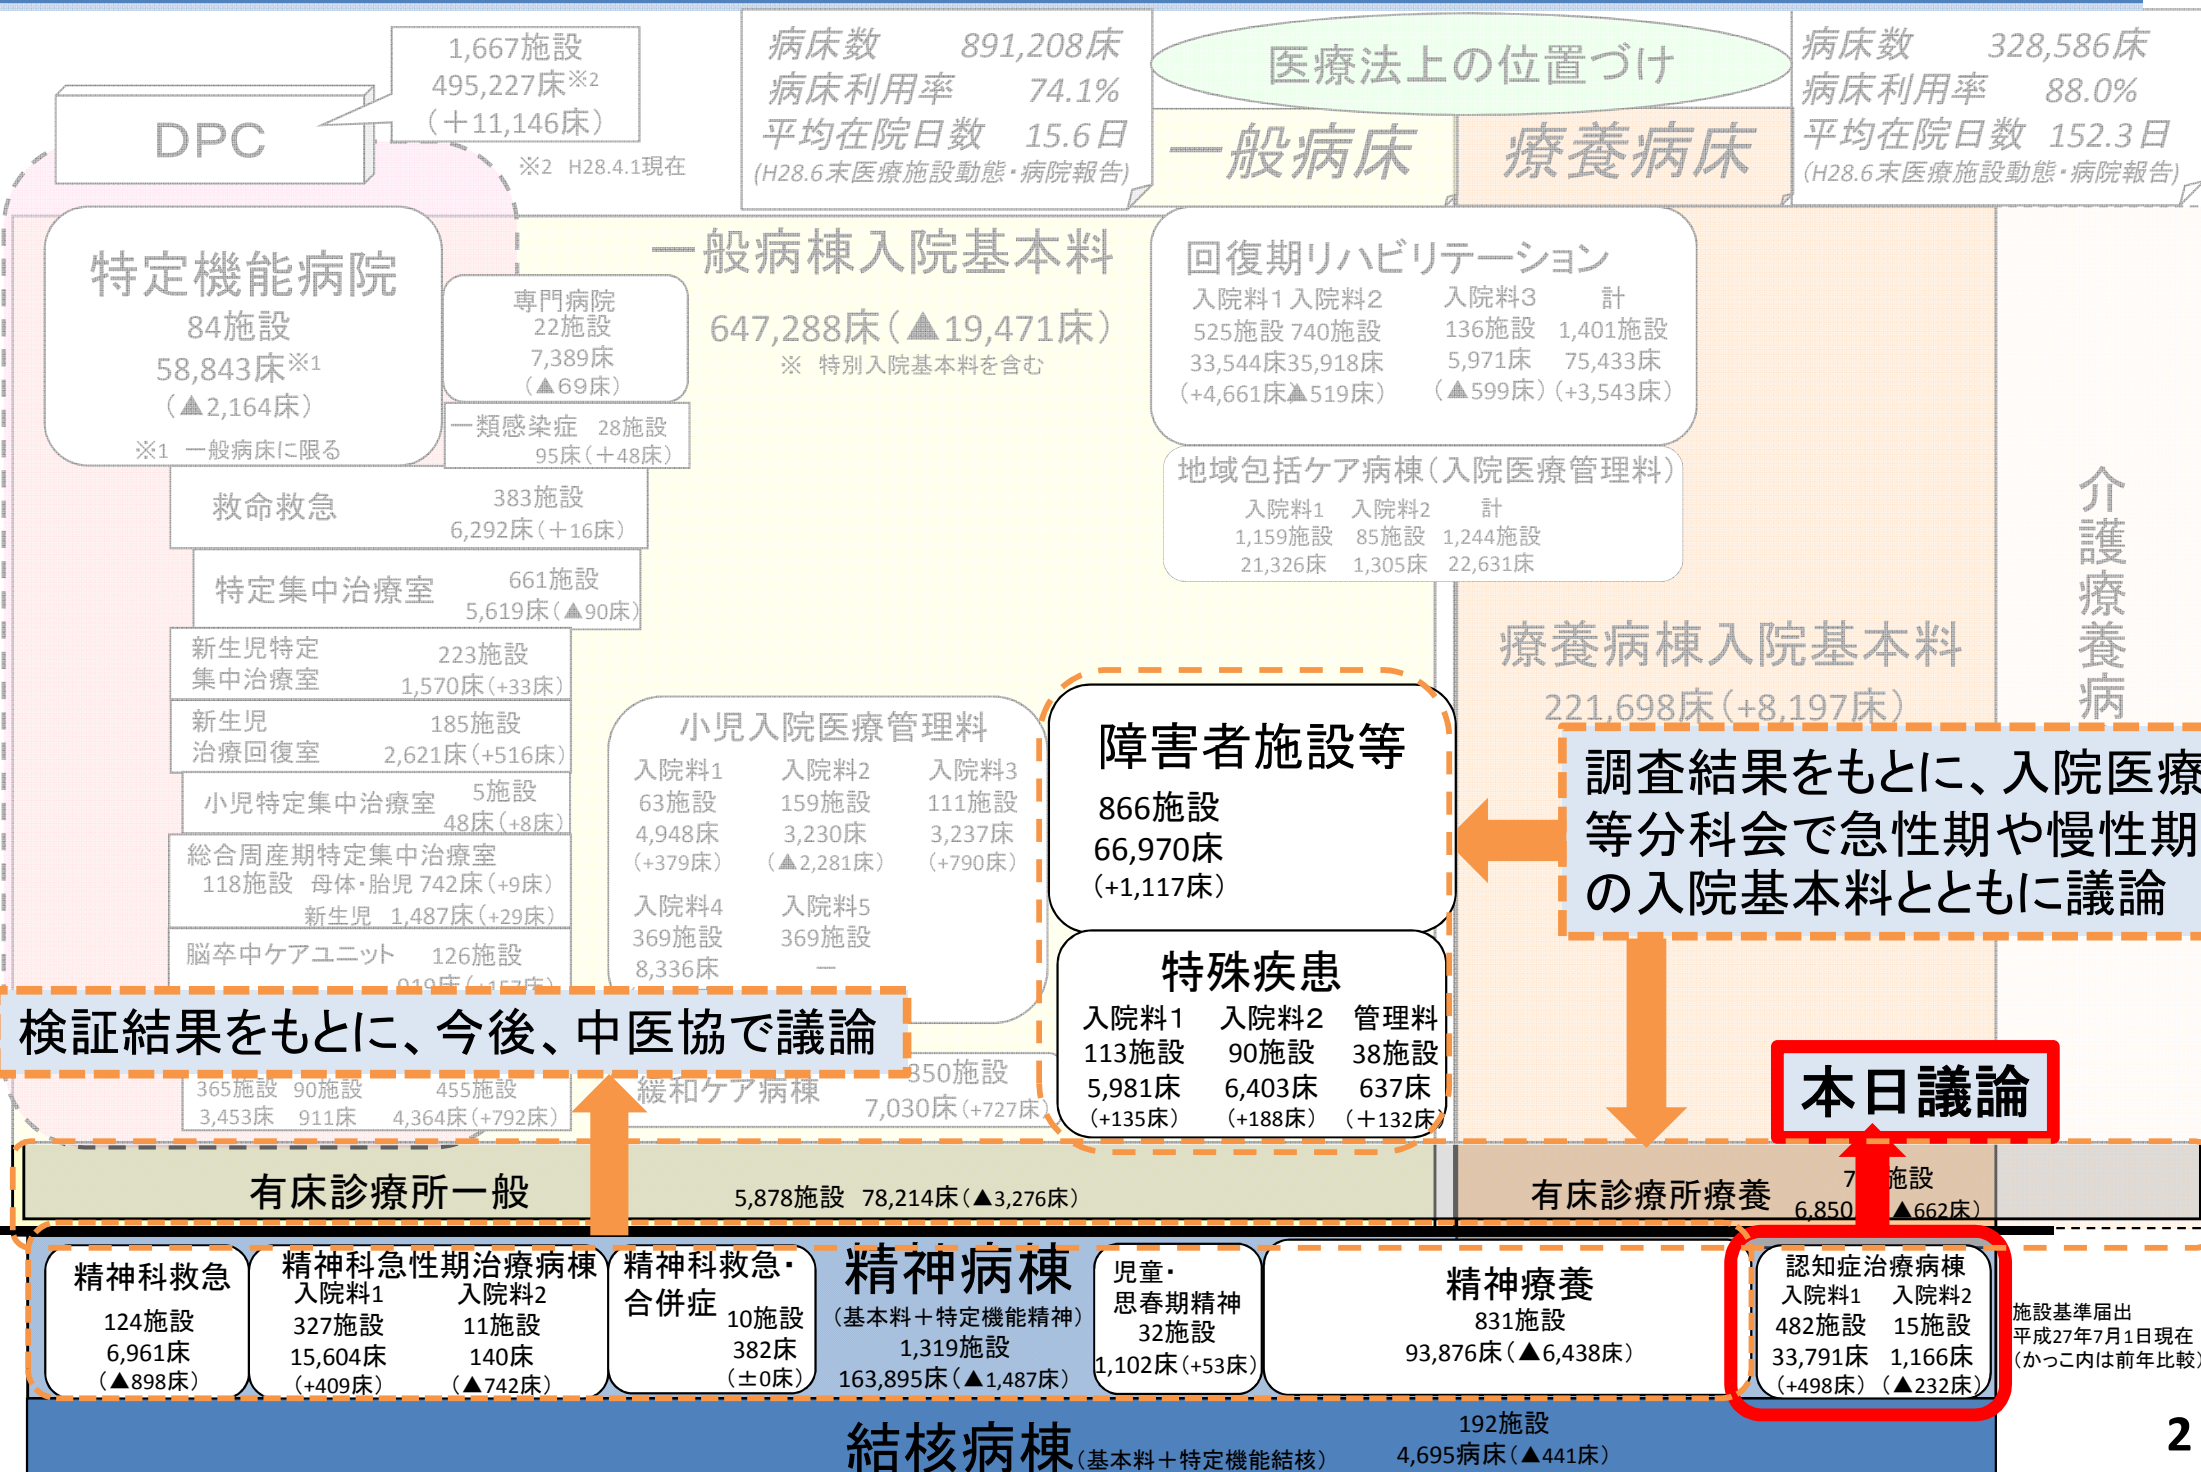 1,667施設
495,227床※2
(＋11,146床)
※2 H28.4.1現在
DPC
病床数 891,208床
病床利用率 74.1%
平均在院日数 15.6日
(H28.6末医療施設動態・病院報告)
医療法上の位置づけ
一般病床
療養病床
病床数 328,586床
病床利用率 88.0%
平均在院日数 152.3日
(H28.6末医療施設動態・病院報告)
特定機能病院
84施設
58,843床※1
(▲2,164床)
※1 一般病床に限る
専門病院
22施設
7,389床
(▲69床)
一類感染症 28施設
95床(＋48床)
一般病棟入院基本料
647,288床(▲19,471床)
※ 特別入院基本料を含む
回復期リハビリテーション
入院料1 入院料2 入院料3 計
525施設 740施設 136施設 1,401施設
33,544床 35,918床 5,971床 75,433床
(+4,661床) ▲519床) (▲599床) (+3,543床)
地域包括ケア病棟(入院医療管理料)
入院料1 入院料2 計
1,159施設 85施設 1,244施設
21,326床 1,305床 22,631床
救命救急 383施設
6,292床(＋16床)
特定集中治療室 661施設
5,619床(▲90床)
新生児特定
集中治療室
223施設
1,570床(+33床)
新生児
治療回復室
185施設
2,621床(+516床)
小児特定集中治療室 5施設
48床(+8床)
総合周産期特定集中治療室
118施設 母体・胎児 742床(+9床)
新生児 1,487床(+29床)
脳卒中ケアユニット 126施設
小児入院医療管理料
入院料1 入院料2 入院料3
63施設 159施設 111施設
4,948床 3,230床 3,237床
(+379床) (▲2,281床) (+790床)
入院料4 入院料5
369施設 369施設
8,336床 －
障害者施設等
866施設
66,970床
(+1,117床)
特殊疾患
入院料1 入院料2 管理料
113施設 90施設 38施設
5,981床 6,403床 637床
(+135床) (+188床) (＋132床)
療養病棟入院基本料
221,698床(+8,197床)
介護療養病
調査結果をもとに、入院医療
等分科会で急性期や慢性期
の入院基本料とともに議論
検証結果をもとに、今後、中医協で議論
365施設 90施設 455施設
3,453床 911床 4,364床(+792床)
緩和ケア病棟 350施設
7,030床(+727床)
本日議論
有床診療所一般 5,878施設 78,214床(▲3,276床)
有床診療所療養 施設
6,850 ▲662床)
精神科救急
124施設
6,961床
(▲898床)
精神科急性期治療病棟
入院料1 入院料2
327施設 11施設
15,604床 140床
(+409床) (▲742床)
精神科救急・
合併症
10施設
382床
(±0床)
精神病棟
(基本料＋特定機能精神)
1,319施設
163,895床(▲1,487床)
児童・
思春期精神
32施設
1,102床(+53床)
精神療養
831施設
93,876床(▲6,438床)
認知症治療病棟
入院料1 入院料2
482施設 15施設
33,791床 1,166床
(+498床) (▲232床)
施設基準届出
平成27年7月1日現在
(かっこ内は前年比較)
結核病棟(基本料＋特定機能結核)
192施設
4,695病床(▲441床)
2